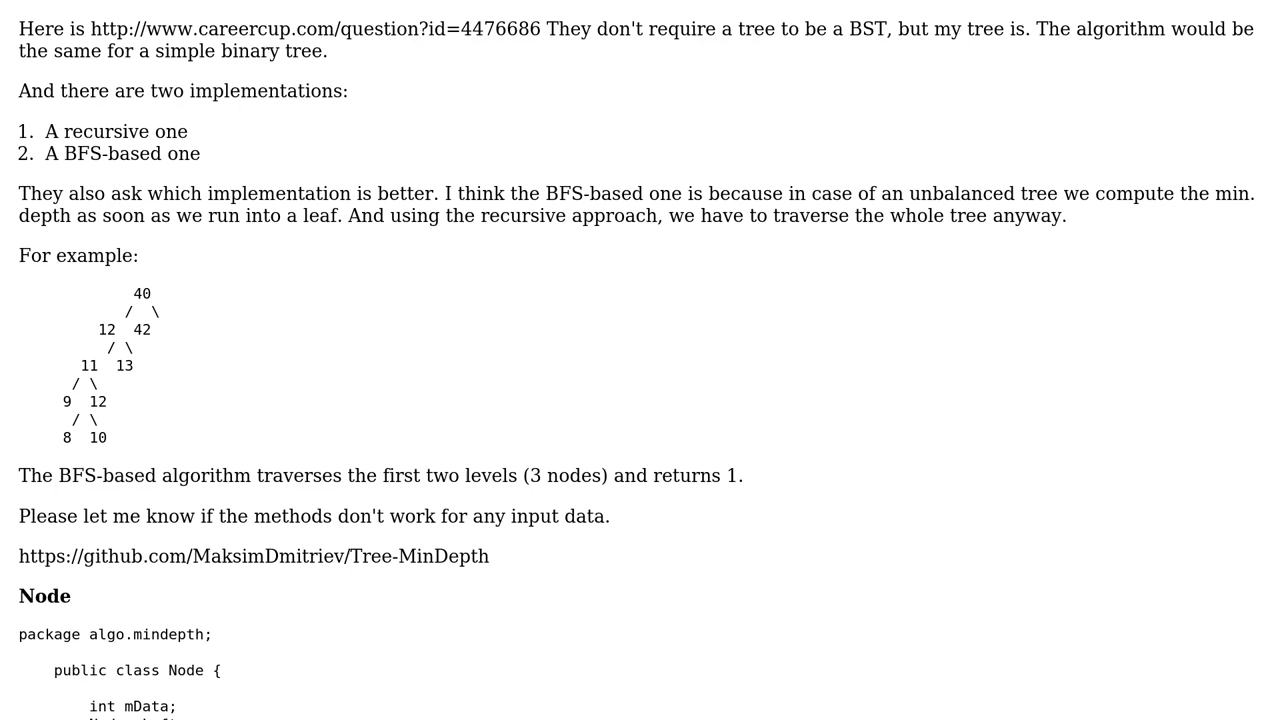 Here is http://www.careercup.com/question?id=4476686 They don't require a tree to be a BST, but my tree is. The algorithm would be
the same for a simple binary tree.
And there are two implementations:
1. A recursive one
2. A BFS-based one
They also ask which implementation is better. I think the BFS-based one is because in case of an unbalanced tree we compute the min.
depth as soon as we run into a leaf. And using the recursive approach, we have to traverse the whole tree anyway.
For example:
             40
            /  \
         12  42
          / \
       11  13
      / \
     9  12
      / \
     8  10
The BFS-based algorithm traverses the first two levels (3 nodes) and returns 1.
Please let me know if the methods don't work for any input data.
https://github.com/MaksimDmitriev/Tree-MinDepth
Node
package algo.mindepth;
    public class Node {
        int mData;